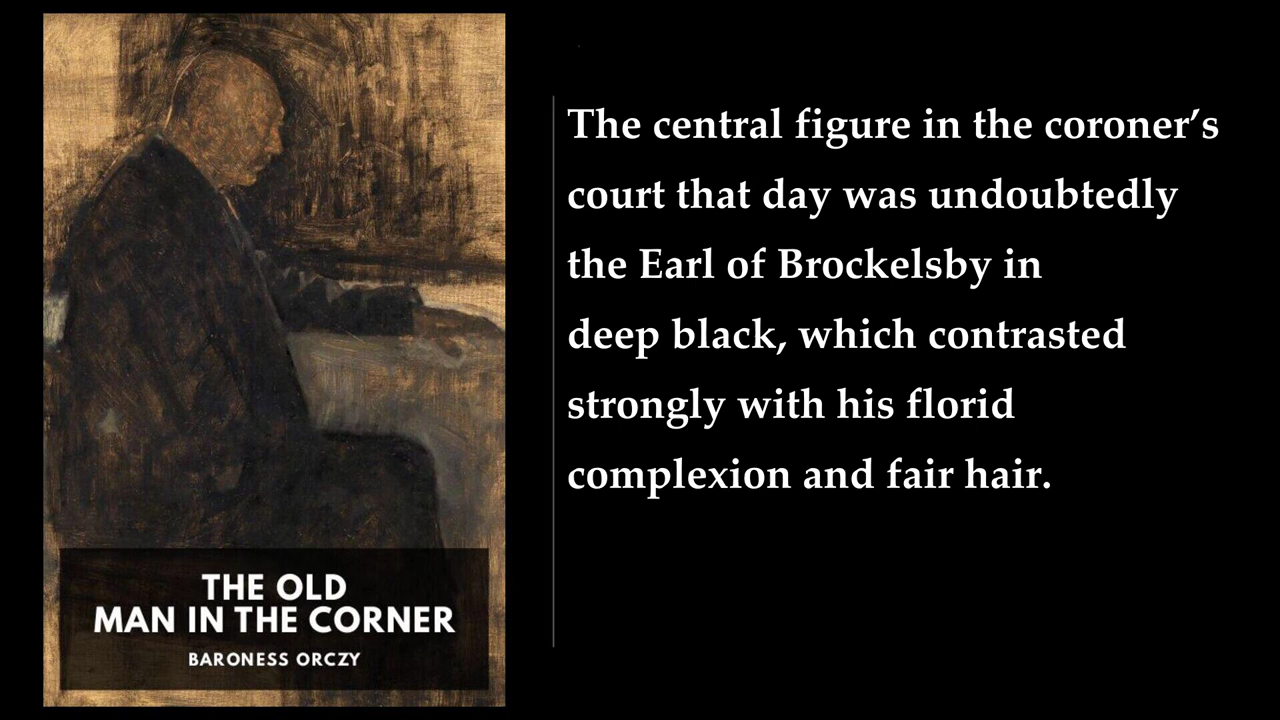 The central figure in the coroner’s
court that day was undoubtedly
the Earl of Brockelsby in
deep black, which contrasted
strongly with his florid
complexion and fair hair.
THE OLD
MAN IN THE CORNER
BARONESS ORCZY